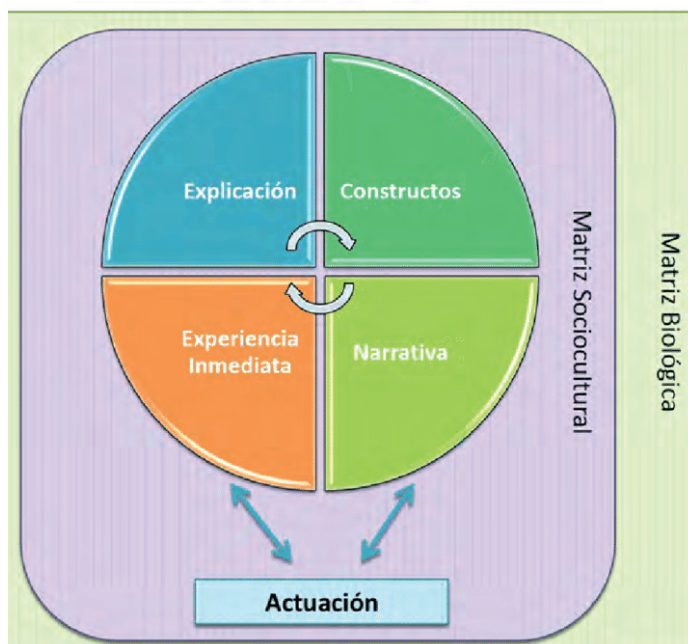 Explicación
Constructos
Experiencia
Inmediata
Narrativa
Actuación
Matriz Sociocultural
Matriz Biológica